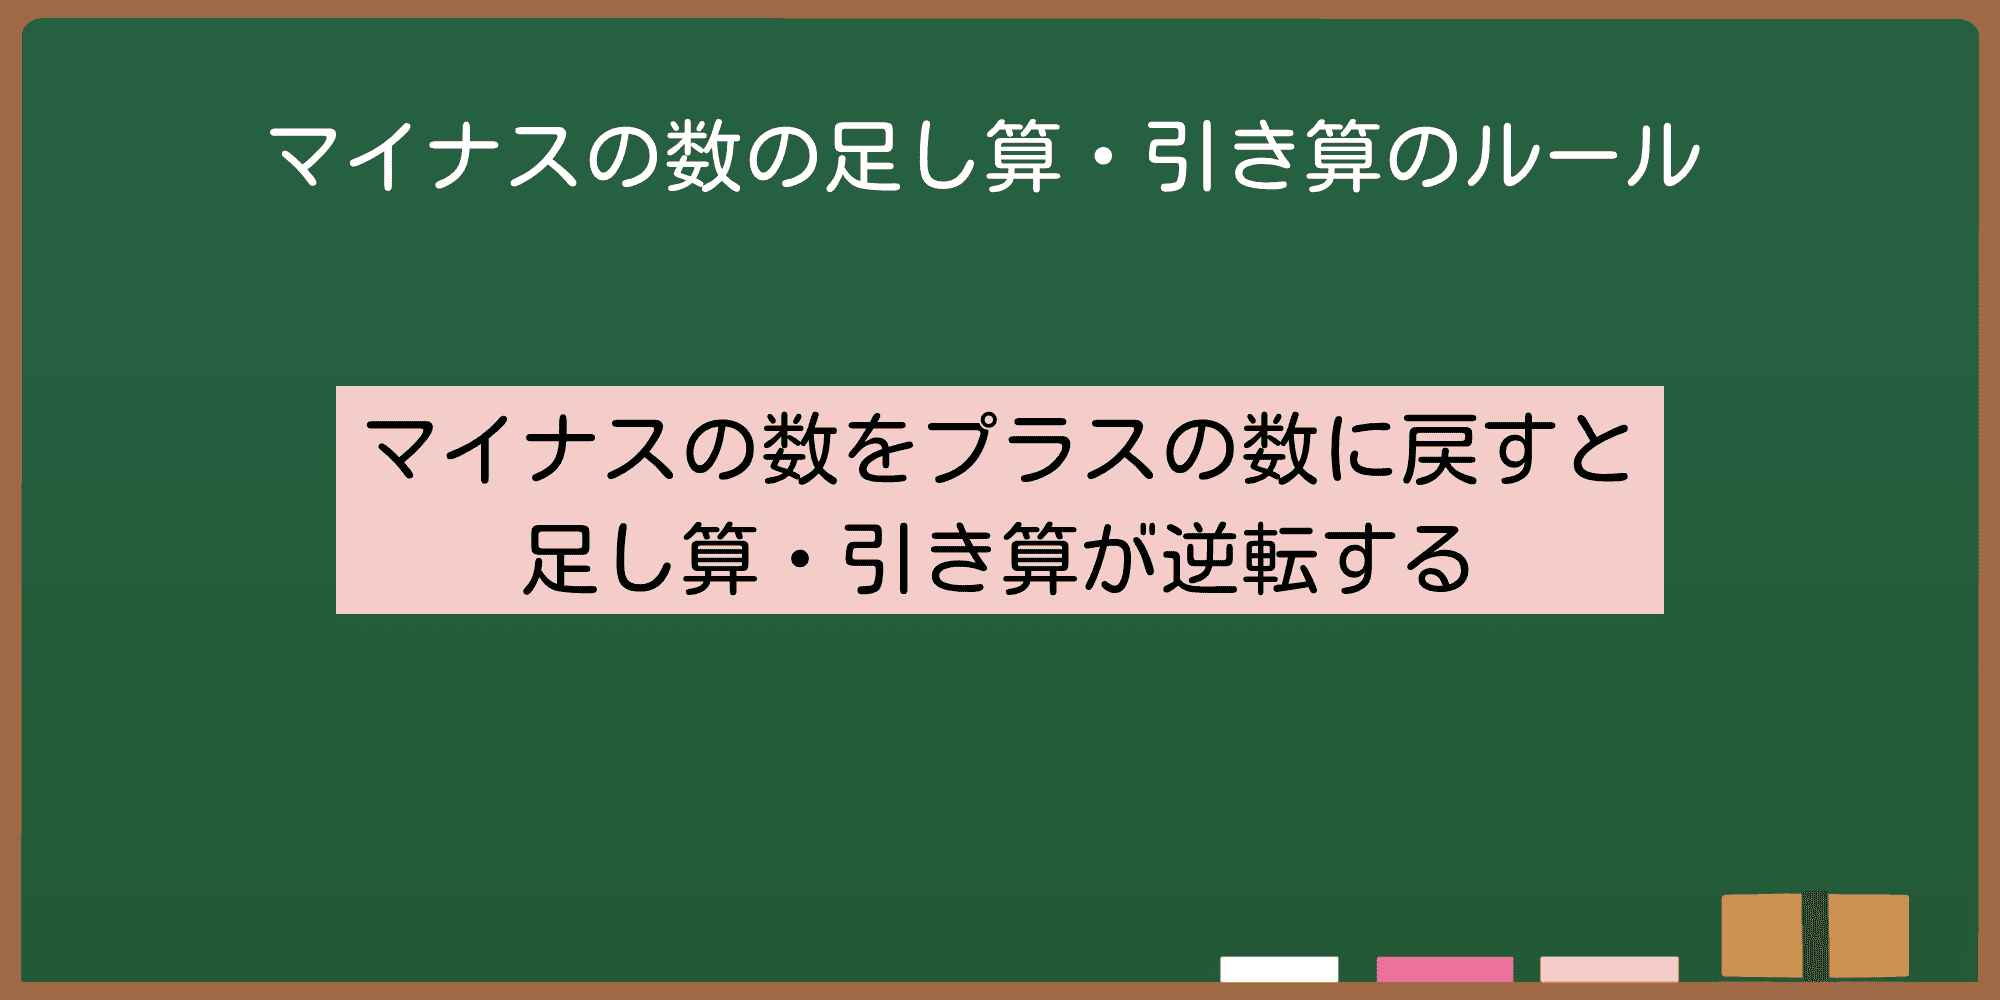 マイナスの数の足し算・引き算のルール
マイナスの数をプラスの数に戻すと
足し算・引き算が逆転する